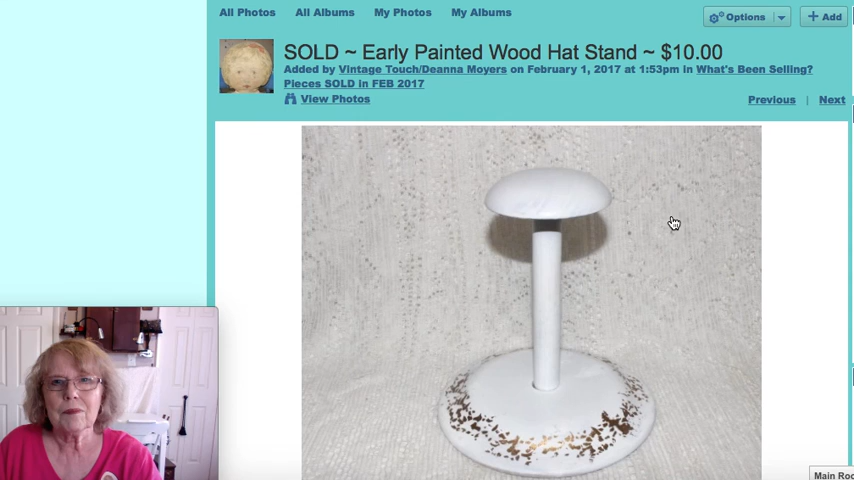 All Photos All Albums My Photos My Albums
Options + Add
SOLD ~ Early Painted Wood Hat Stand ~ $10.00
Added by Vintage Touch/Deanna Moyers on February 1, 2017 at 1:53pm in What's Been Selling?
Pieces SOLD in FEB 2017
View Photos
Previous | Next
Main Roo